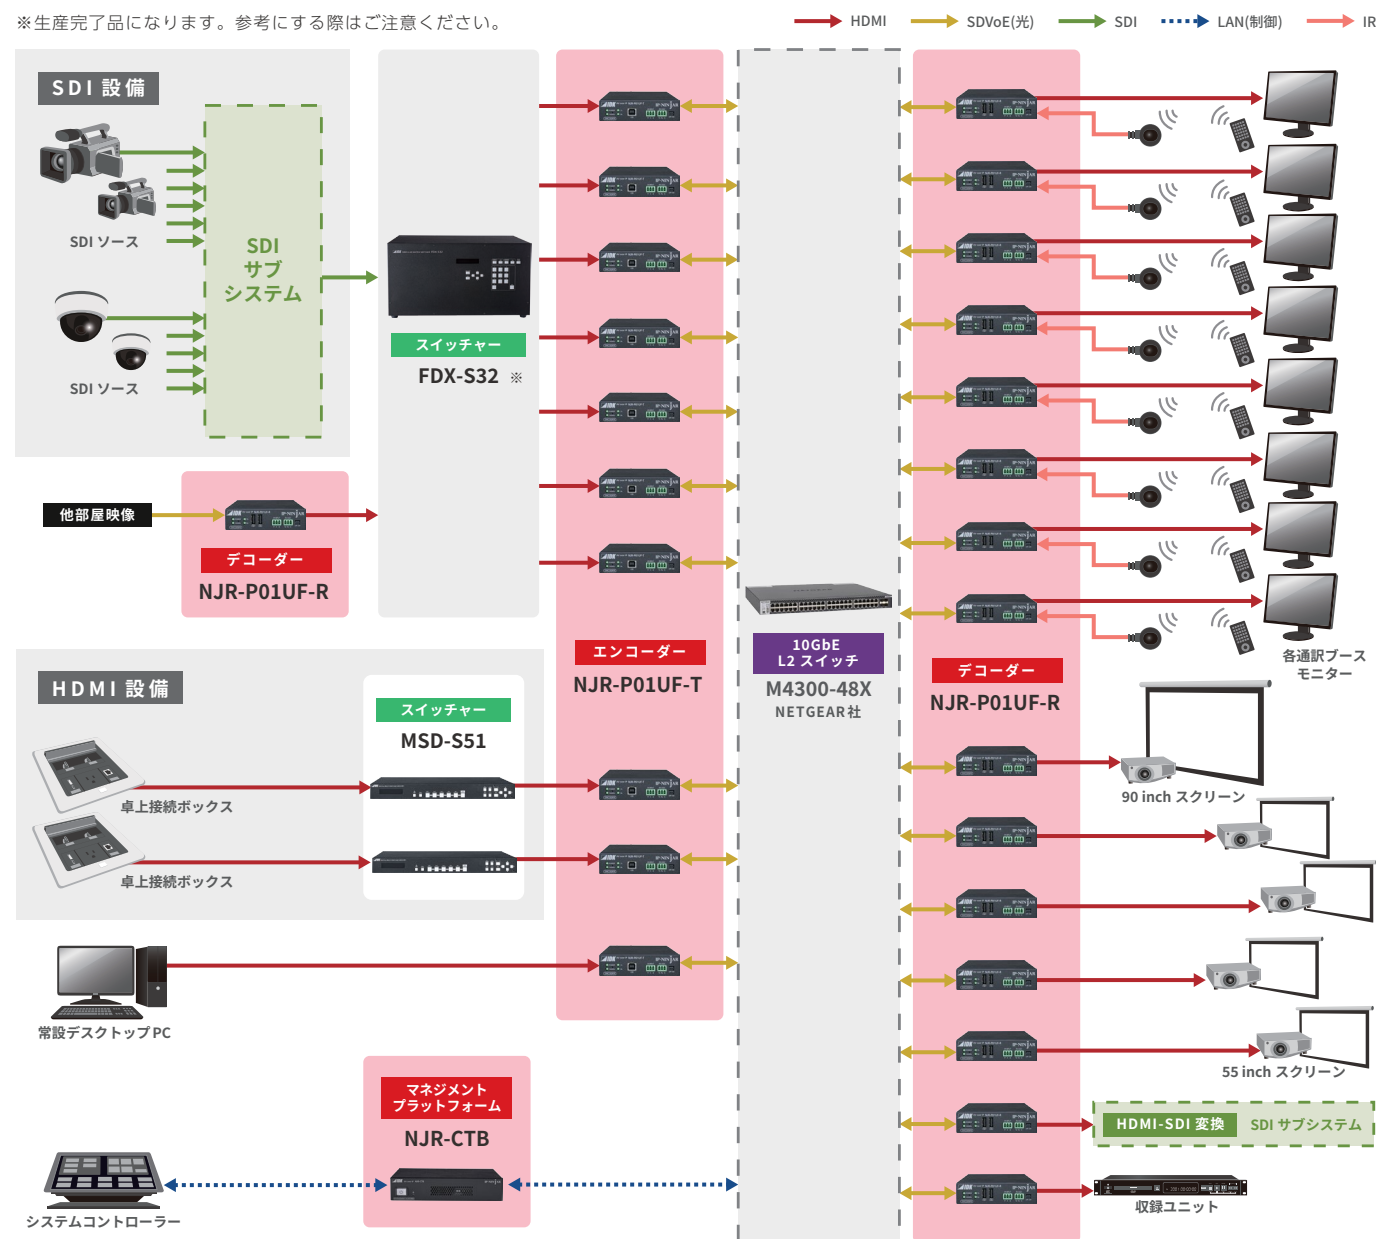 ※生産完了品になります。参考にする際はご注意ください。
HDMI
SDVoE(光)
SDI
LAN(制御)
IR
SDI 設備
SDI ソース
SDI ソース
SDI
サブ
システム
スイッチャー
FDX-S32 ※
他部屋映像
デコーダー
NJR-P01UF-R
HDMI 設備
スイッチャー
MSD-S51
卓上接続ボックス
卓上接続ボックス
エンコーダー
NJR-P01UF-T
10GbE
L2 スイッチ
M4300-48X
NETGEAR社
デコーダー
NJR-P01UF-R
各通訳ブース
モニター
90 inch スクリーン
55 inch スクリーン
常設デスクトップPC
マネジメント
プラットフォーム
NJR-CTB
システムコントローラー
HDMI-SDI 変換
SDI サブシステム
収録ユニット